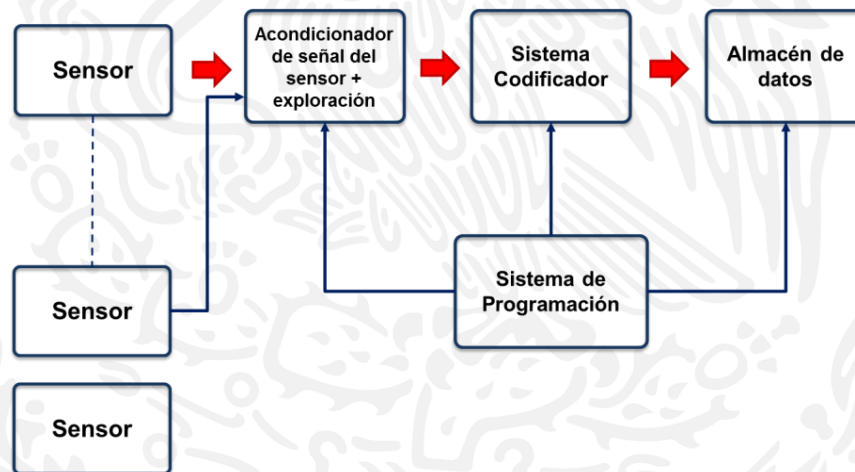 Sensor
Acondicionador
de señal del
sensor +
exploración
Sistema
Codificador
Almacén de
datos
Sensor
Sistema de
Programación
Sensor